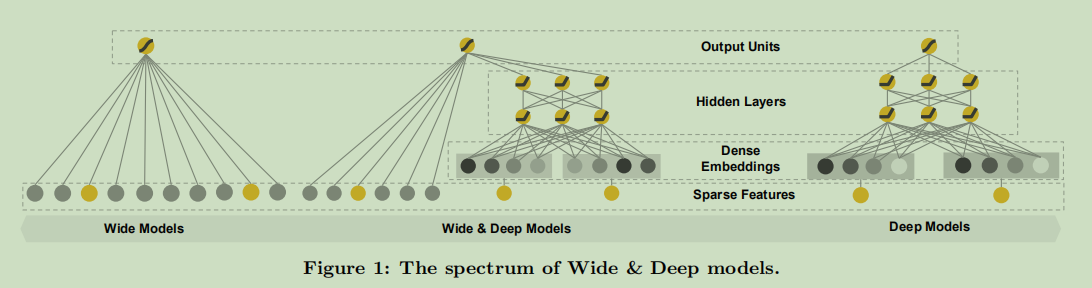 Output Units
Hidden Layers
Dense
Embeddings
Sparse Features
Wide Models
Wide & Deep Models
Deep Models
Figure 1: The spectrum of Wide & Deep models.